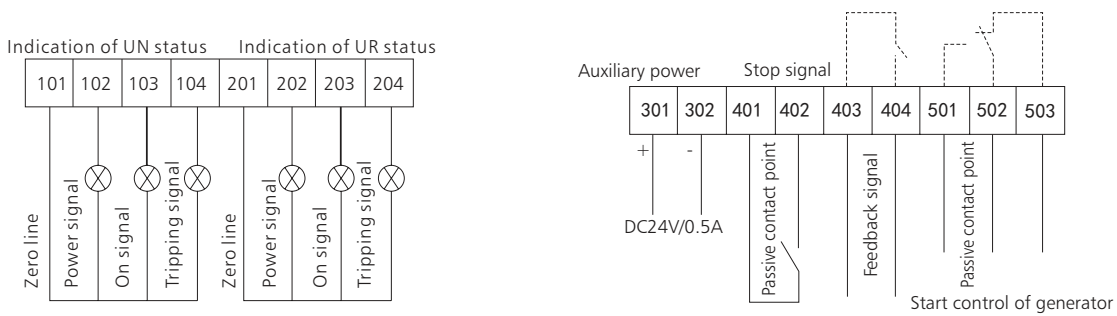 Indication of UN status
Indication of UR status
101 102 103 104 201 202 203 204
Zero line
Power signal
On signal
Tripping signal
Zero line
Power signal
On signal
Tripping signal
Auxiliary power
Stop signal
301 302 401 402 403 404 501 502 503
+ -
DC24V/0.5A
Passive contact point
Feedback signal
Passive contact point
Start control of generator